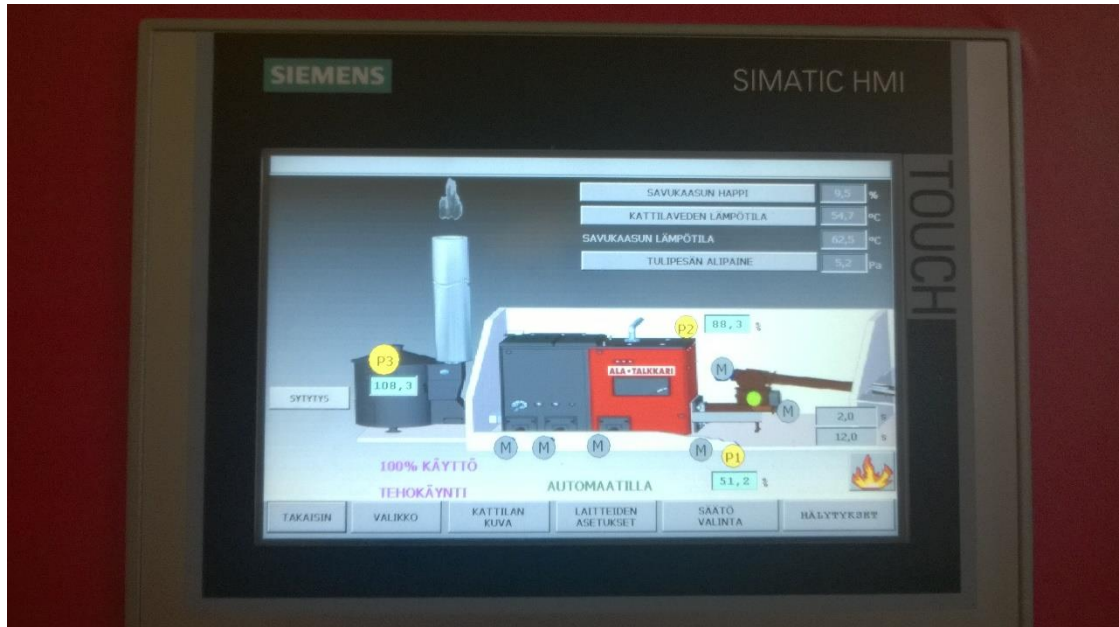 SIEMENS
SIMATIC HMI
TOUCH
SAVUKAASUN HAPPI 9,5 %
KATTILAVEDEN LÄMPÖTILA 54,7 °C
SAVUKAASUN LÄMPÖTILA 62,5 °C
TULIPESÄN ALIPAINE 5,2 Pa
P2 88,3 %
P3
108,3
ALA-TALKKARI
M
M
SYTYTYS
2,0 s
12,0 s
M M M M P1
100% KÄYTTÖ
51,2 %
TEHOKÄYNTI AUTOMAATILLA
TAKAISIN
VALIKKO
KATTILAN
KUVA
LAITTEIDEN
ASETUKSET
SÄÄTÖ
VALINTA
HÄLYTYKSET